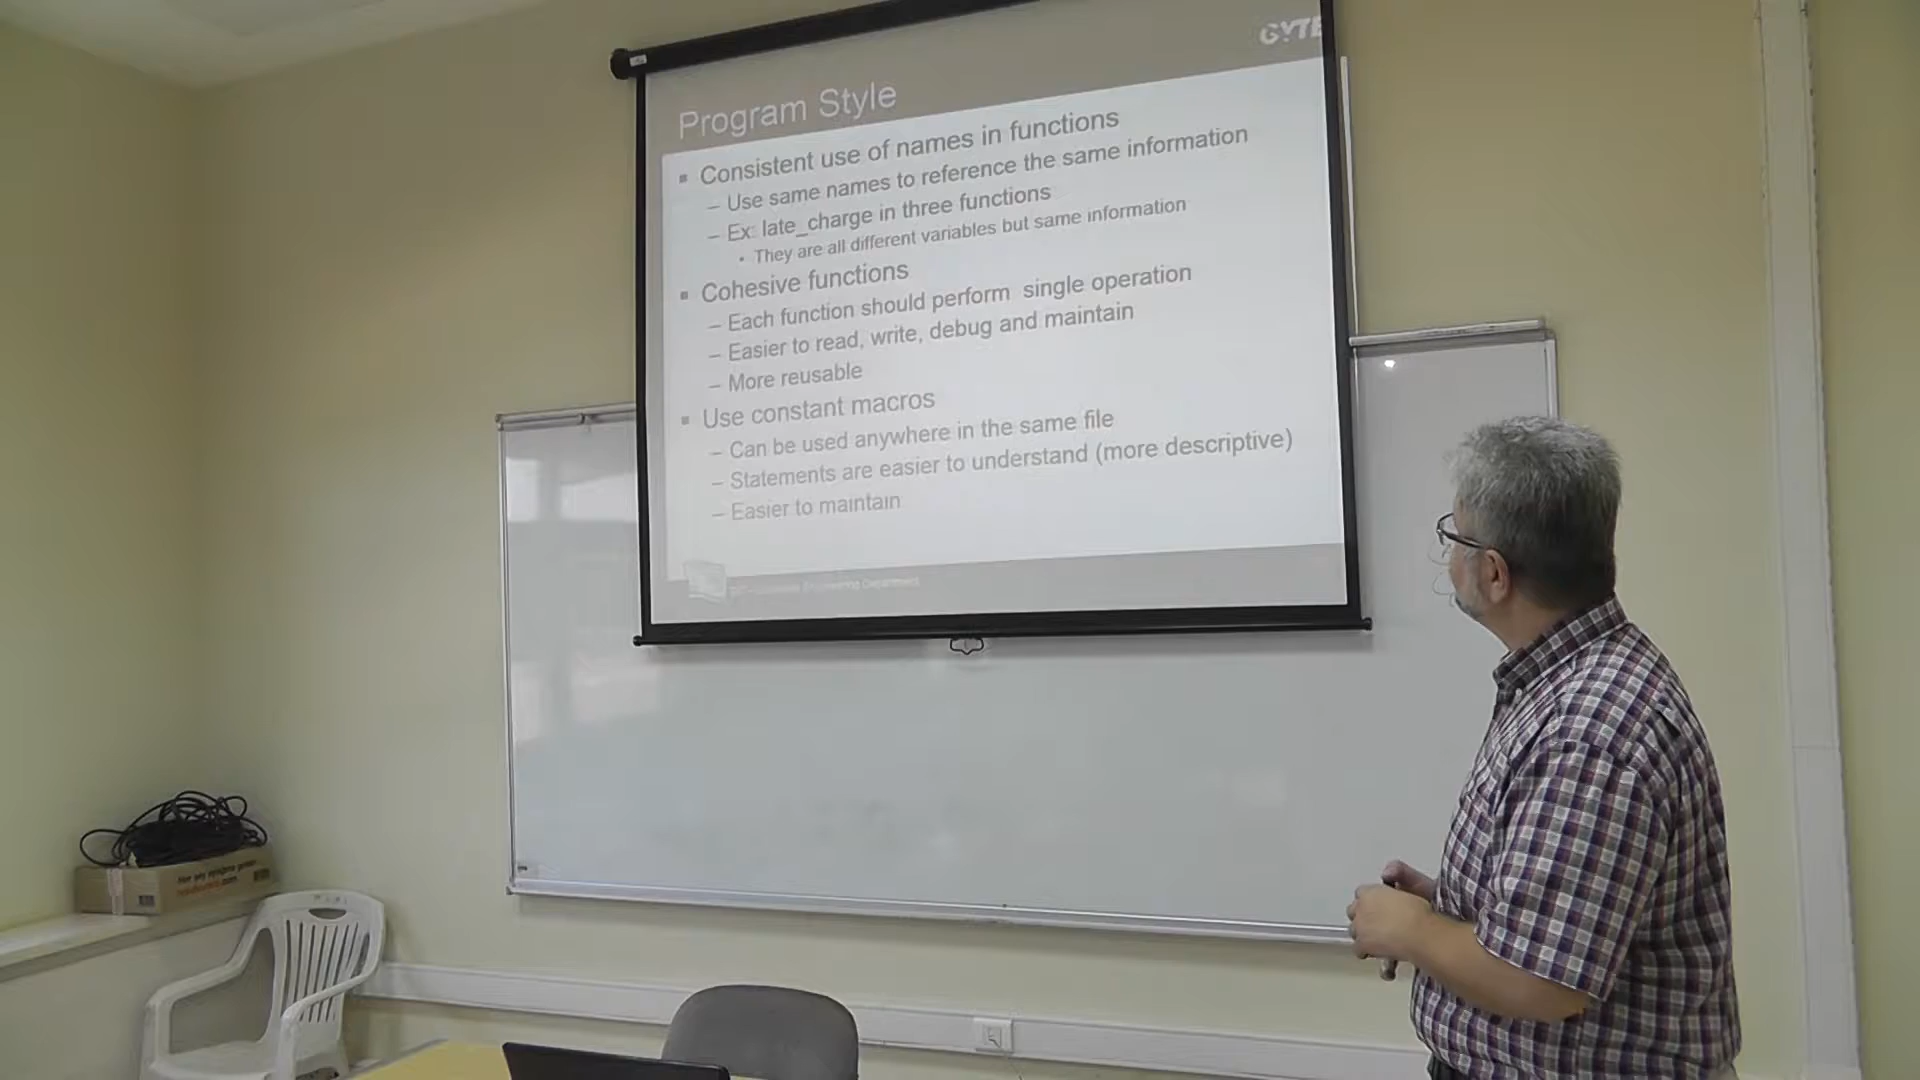 GYTE
Program Style
▪ Consistent use of names in functions
– Use same names to reference the same information
– Ex: late_charge in three functions
• They are all different variables but same information
▪ Cohesive functions
– Each function should perform single operation
– Easier to read, write, debug and maintain
– More reusable
▪ Use constant macros
– Can be used anywhere in the same file
– Statements are easier to understand (more descriptive)
– Easier to maintain
Engineering Department